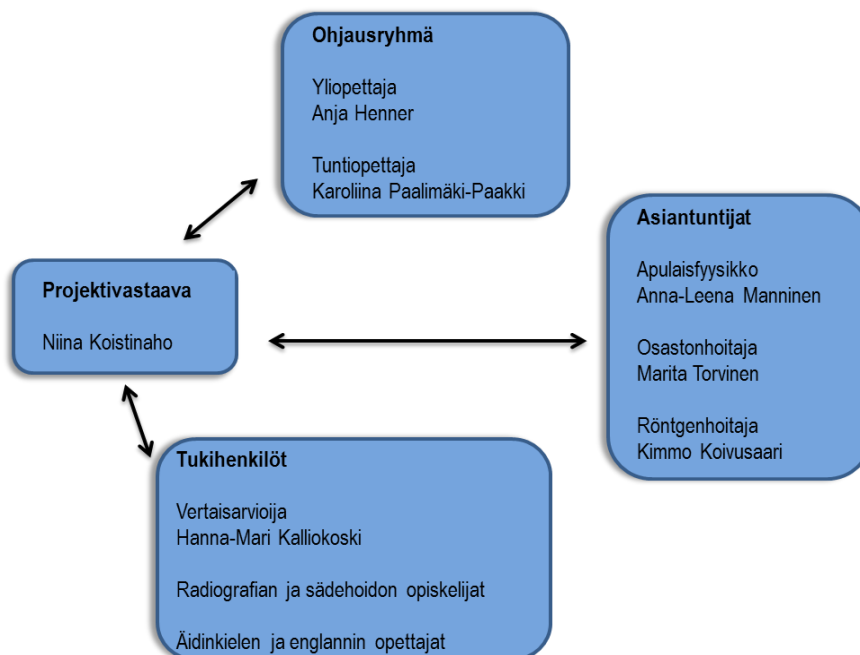 Ohjausryhmä
Yliopettaja
Anja Henner
Tuntiopettaja
Karoliina Paalimäki-Paakki
Asiantuntijat
Apulaisfyysikko
Anna-Leena Manninen
Osastonhoitaja
Marita Torvinen
Röntgenhoitaja
Kimmo Koivusaari
Projektivastaava
Niina Koistinaho
Tukihenkilöt
Vertaisarvioija
Hanna-Mari Kalliokoski
Radiografian ja sädehoidon opiskelijat
Äidinkielen ja englannin opettajat